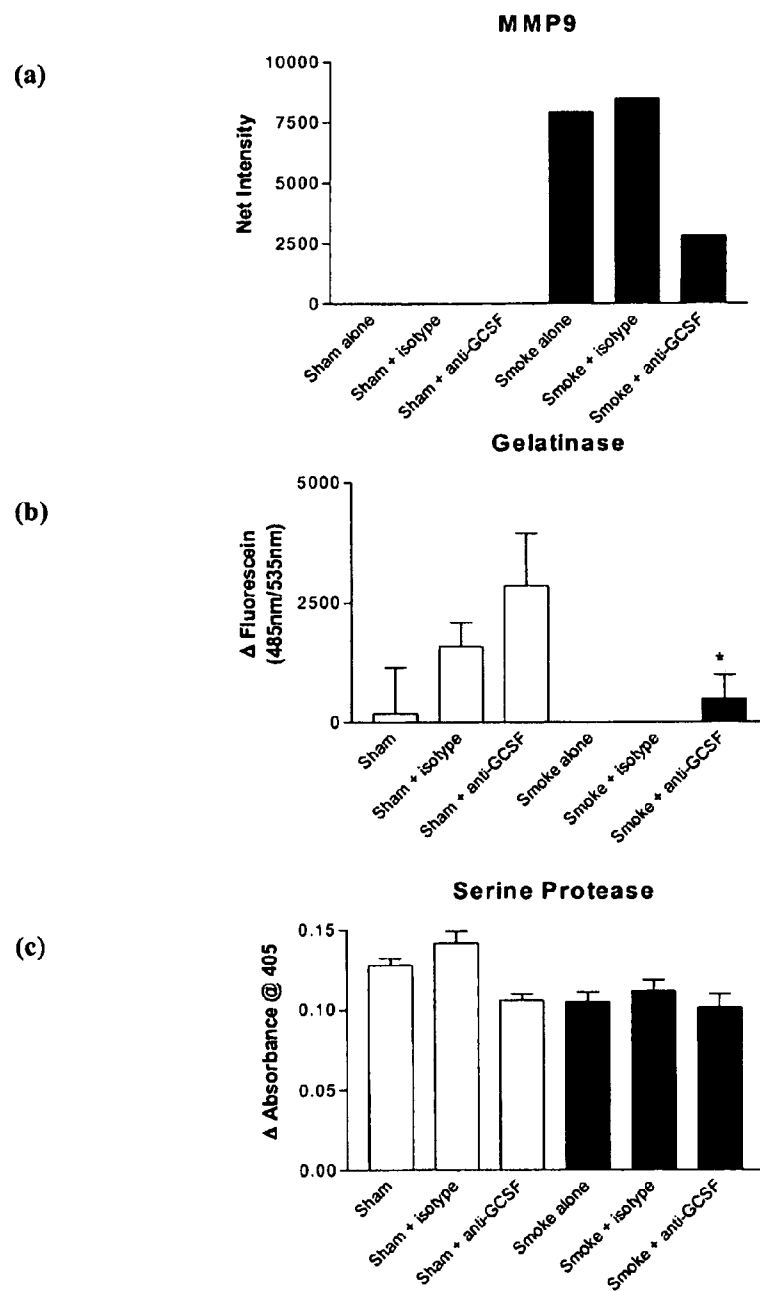 MMP9
(a)
10000
7500
5000
2500
0
Net Intensity
Sham alone
Sham + isotype
Sham + anti-GCSF
Smoke alone
Smoke + isotype
Smoke + anti-GCSF
Gelatinase
(b)
5000
2500
0
Δ Fluorescein
(485nm/535nm)
*
Sham
Sham + isotype
Sham + anti-GCSF
Smoke alone
Smoke + isotype
Smoke + anti-GCSF
Serine Protease
(c)
0.15
0.10
0.05
0.00
Δ Absorbance @ 405
Sham
Sham + isotype
Sham + anti-GCSF
Smoke alone
Smoke + isotype
Smoke + anti-GCSF